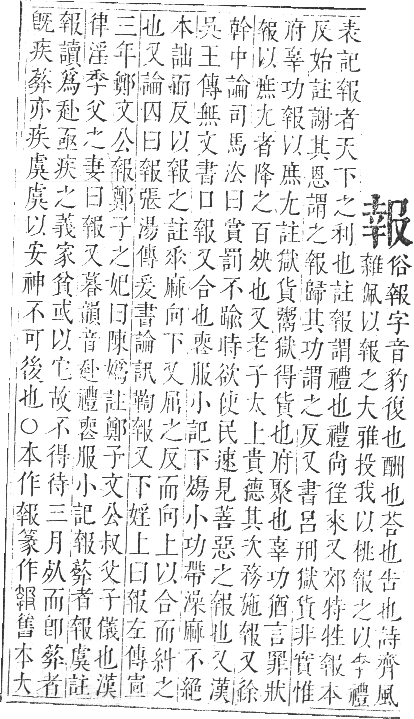 報
俗報字音豹復也酬也荅也告也詩齊風
雜佩以報之大雅投我以桃報之以李禮
表記報者天下之利也註報謂禮也禮尚徃來又郊特牲報本
反始註謝其恩謂之報歸其功謂之反又書呂刑獄貨非寶惟
府辜功報以庶尤註獄貨鬻獄得貨也府聚也辜功猶言罪狀
報以庶尤者降之百殃也又老子太上貴德其次務施報又徐
幹中論司馬法曰賞罰不踰時欲使民速見善惡之報也又漢
吳王傳無文書口報又合也喪服小記下殤小功帶澡麻不絕
本詘而反以報之註垂麻向下又屈之反而向上以合而糾之
也又論囚曰報張湯傳爰書論訊鞫報又下婬上曰報左傳宣
三年鄭文公報鄭子之妃曰陳嬀註鄭子文公叔父子儀也漢
律淫季父之妻曰報又暮韻音赴禮喪服小記報葬者報虞註
報讀爲赴亟疾之義家貧或以它故不得待三月死而卽葬者
既疾葬亦疾虞虞以安神不可後也○本作報篆作舊本大